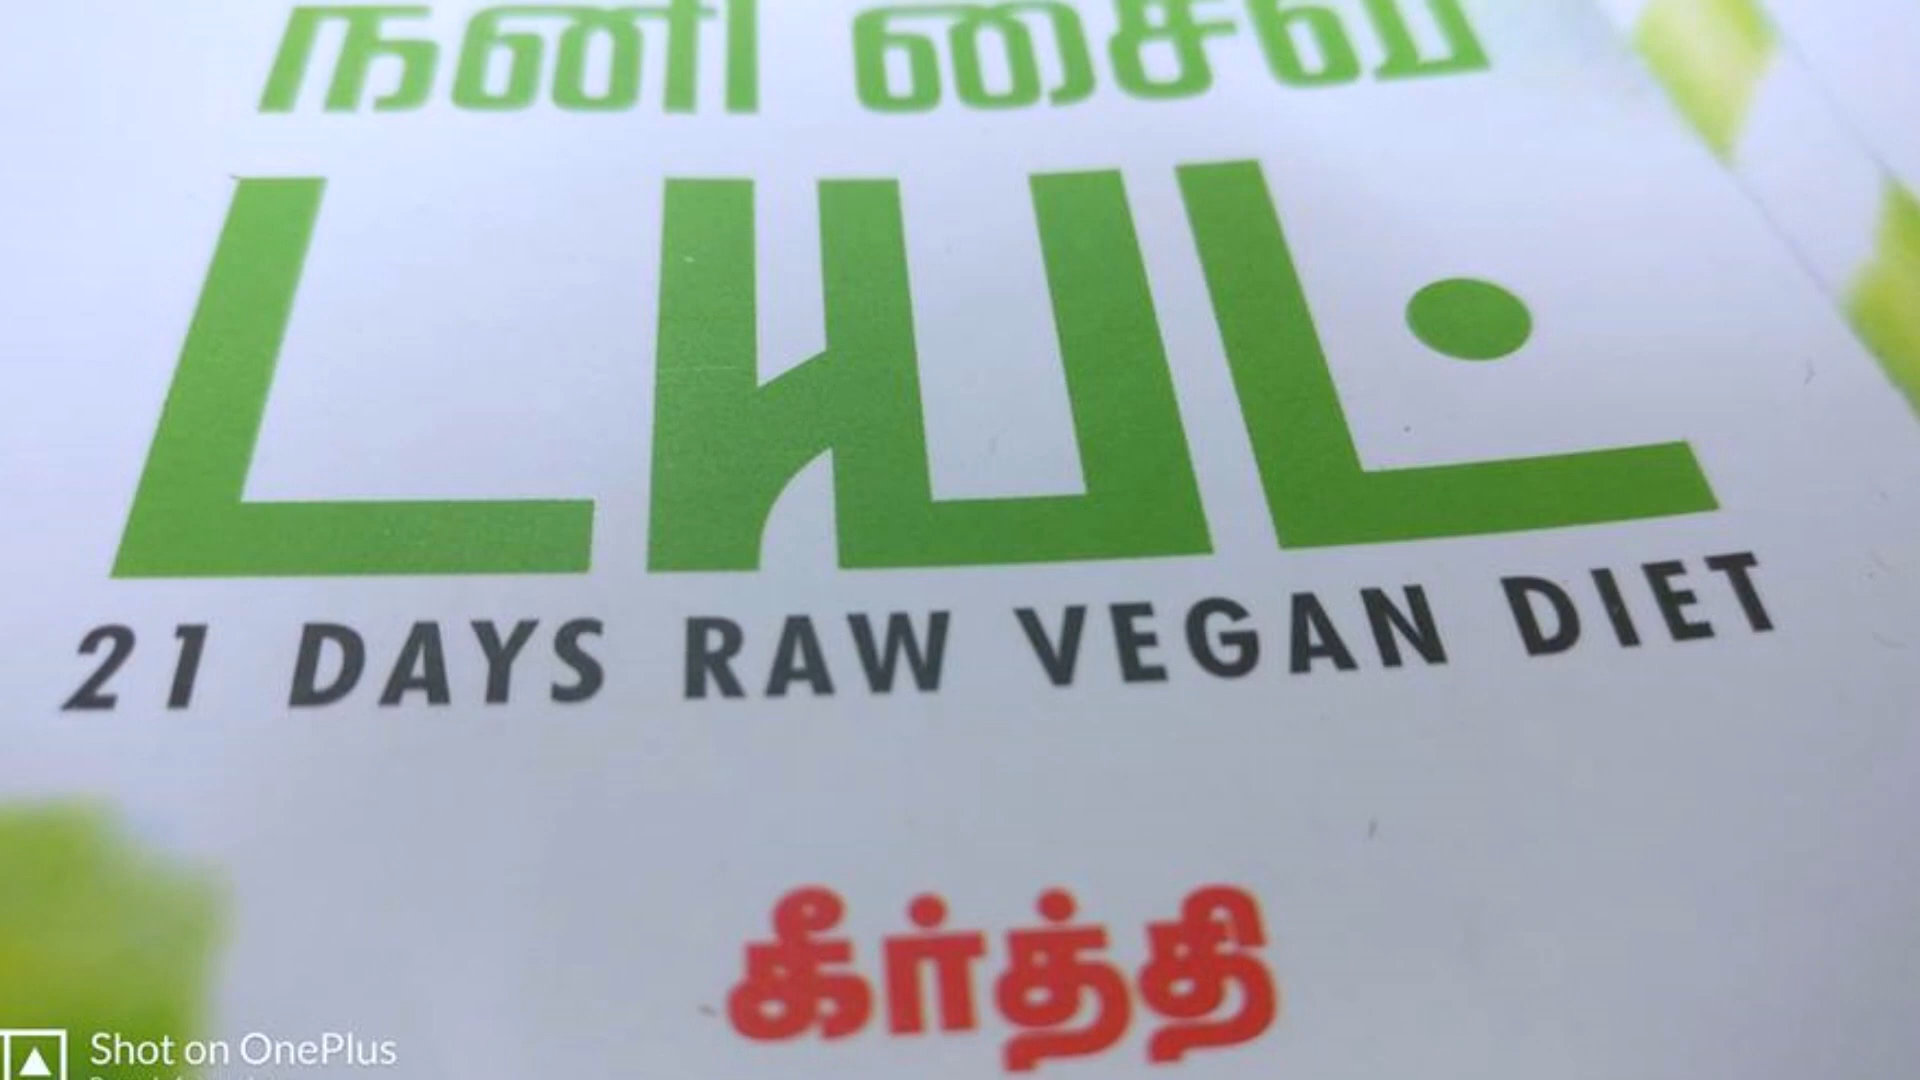 நனி சைவ
டயட்
21 DAYS RAW VEGAN DIET
கீர்த்தி
Shot on OnePlus